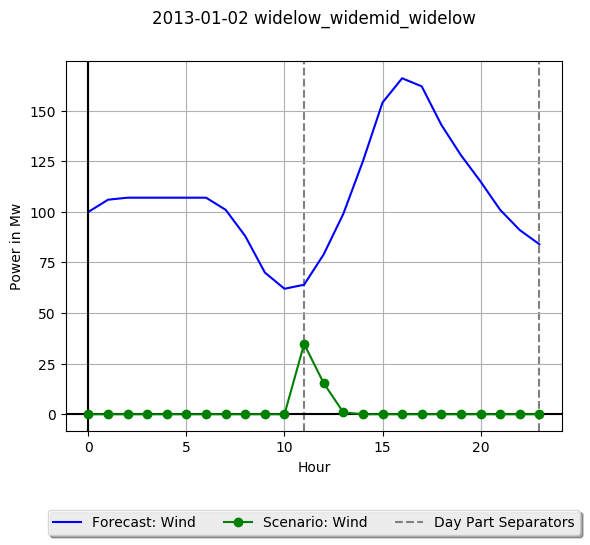 2013-01-02 widelow_widemid_widelow
150
125
100
75
50
25
0
Power in Mw
0 5 10 15 20
Hour
Forecast: Wind Scenario: Wind Day Part Separators